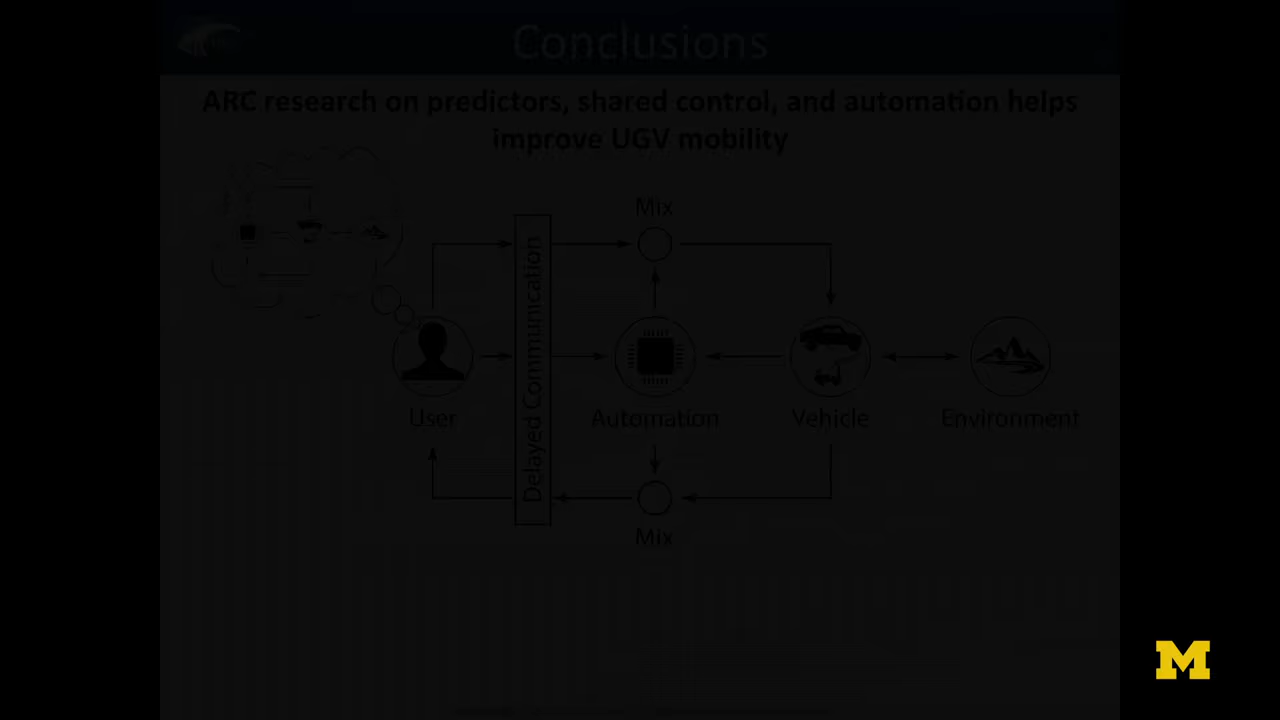 Conclusions
ARC research on predictors, shared control, and automation helps
improve UGV mobility
Mix
Delayed Communication
User
Automation
Vehicle
Environment
Mix
M